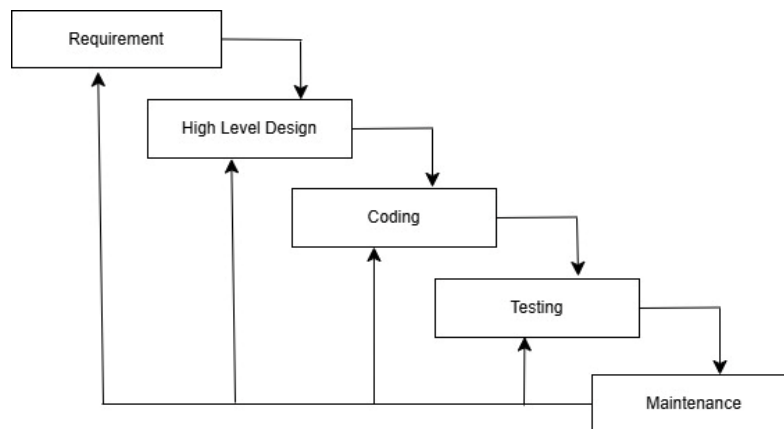 Requirement
High Level Design
Coding
Testing
Maintenance